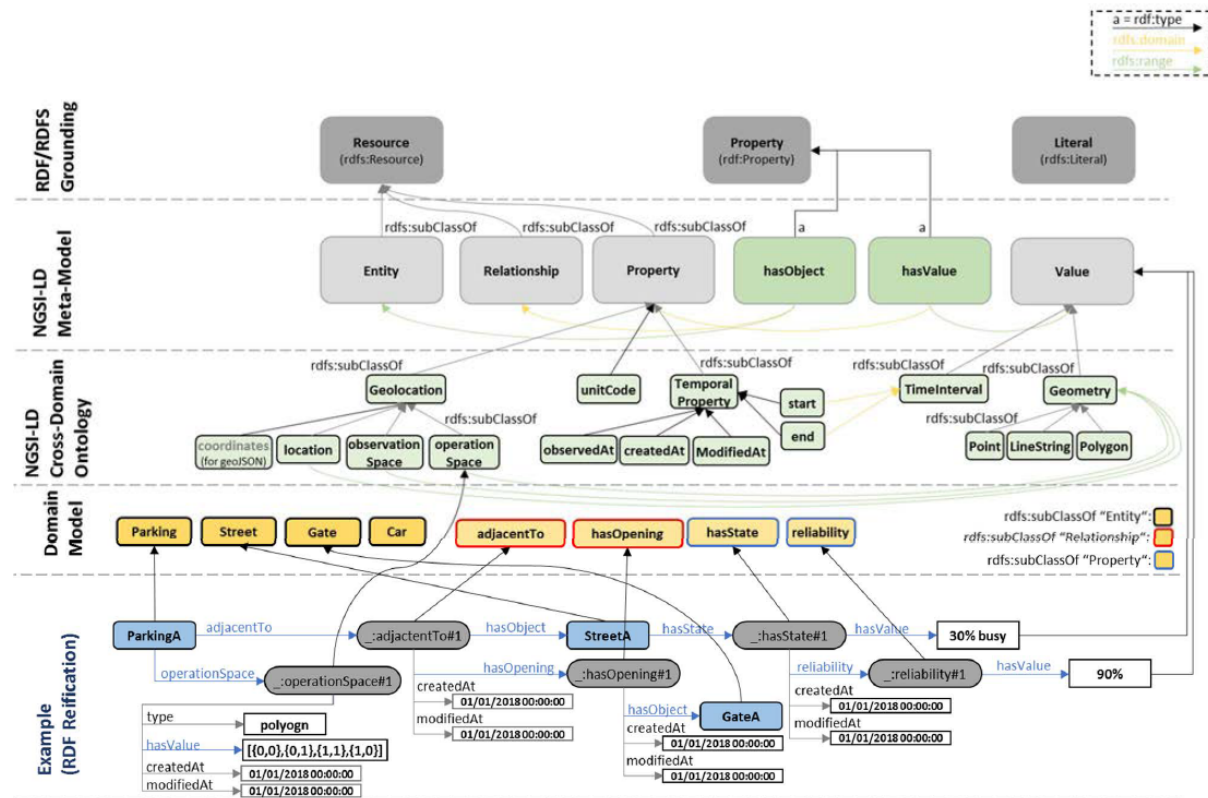 a = rdf:type
rdfs:domain
rdfs:range
RDF/RDFS
Grounding
Resource
(rdfs:Resource)
Property
(rdf:Property)
Literal
(rdfs:Literal)
NGSI-LD
Meta-Model
rdfs:subClassOf
rdfs:subClassOf
rdfs:subClassOf
a
a
Entity
Relationship
Property
hasObject
hasValue
Value
NGSI-LD
Cross-Domain
Ontology
rdfs:subClassOf
rdfs:subClassOf
rdfs:subClassOf
rdfs:subClassOf
Geolocation
unitCode
Temporal
Property
start
end
TimeInterval
Geometry
rdfs:subClassOf
rdfs:subClassOf
coordinates
(for geoJSON)
location
observation
Space
operation
Space
observedAt
createdAt
ModifiedAt
Point
LineString
Polygon
Domain
Model
Parking
Street
Gate
Car
adjacentTo
hasOpening
hasState
reliability
rdfs:subClassOf "Entity":
rdfs:subClassOf "Relationship":
rdfs:subClassOf "Property":
Example
(RDF Reification)
ParkingA
adjacentTo
_:adjactentTo#1
hasObject
StreetA
hasState
_:hasState#1
hasValue
30% busy
operationSpace
_:operationSpace#1
hasOpening
_:hasOpening#1
reliability
_:reliability#1
hasValue
90%
createdAt
01/01/2018 00:00:00
modifiedAt
01/01/2018 00:00:00
createdAt
01/01/2018 00:00:00
modifiedAt
01/01/2018 00:00:00
type
polyogn
hasValue
[{0,0},{0,1},{1,1},{1,0}]
createdAt
01/01/2018 00:00:00
modifiedAt
01/01/2018 00:00:00
hasObject
GateA
createdAt
01/01/2018 00:00:00
modifiedAt
01/01/2018 00:00:00